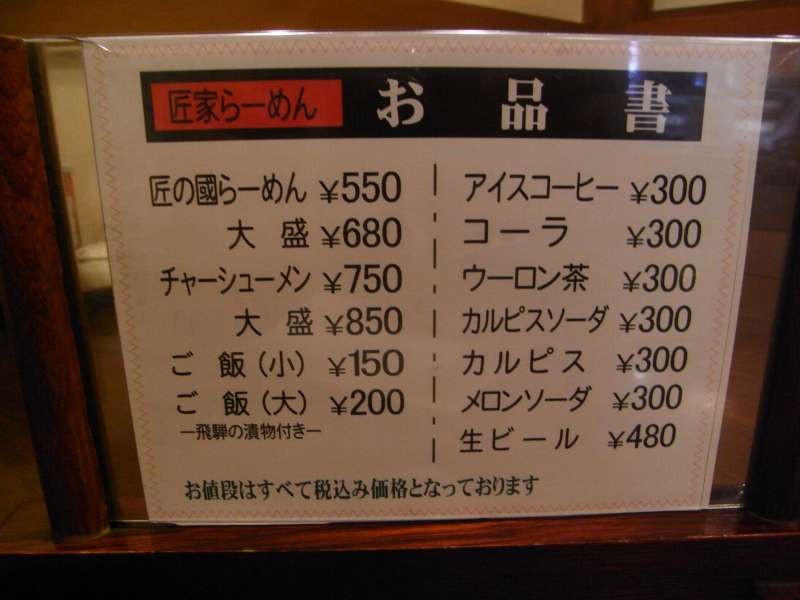 匠家らーめん お品書
匠の國らーめん ¥550
大盛 ¥680
チャーシューメン ¥750
大盛 ¥850
ご飯(小) ¥150
ご飯(大) ¥200
ー飛騨の漬物付きー
アイスコーヒー ¥300
コーラ ¥300
ウーロン茶 ¥300
カルピスソーダ ¥300
カルピス ¥300
メロンソーダ ¥300
生ビール ¥480
お値段はすべて税込み価格となっております